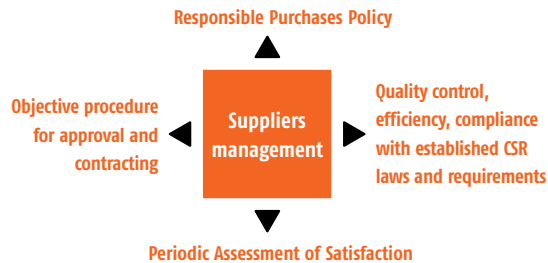 Responsible Purchases Policy
Objective procedure
for approval and
contracting
Suppliers
management
Quality control,
efficiency, compliance
with established CSR
laws and requirements
Periodic Assessment of Satisfaction